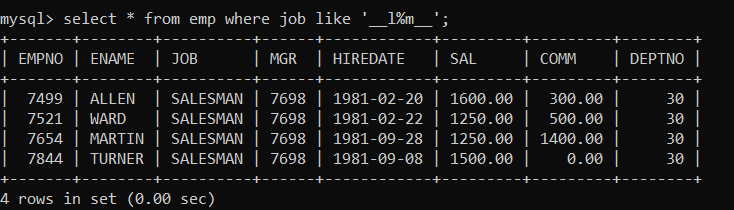 mysql> select * from emp where job like '__l%m__';
+-------+--------+----------+------+------------+---------+---------+--------+
| EMPNO | ENAME  | JOB      | MGR  | HIREDATE   | SAL     | COMM    | DEPTNO |
+-------+--------+----------+------+------------+---------+---------+--------+
|  7499 | ALLEN  | SALESMAN | 7698 | 1981-02-20 | 1600.00 |  300.00 |     30 |
|  7521 | WARD   | SALESMAN | 7698 | 1981-02-22 | 1250.00 |  500.00 |     30 |
|  7654 | MARTIN | SALESMAN | 7698 | 1981-09-28 | 1250.00 | 1400.00 |     30 |
|  7844 | TURNER | SALESMAN | 7698 | 1981-09-08 | 1500.00 |    0.00 |     30 |
+-------+--------+----------+------+------------+---------+---------+--------+
4 rows in set (0.00 sec)